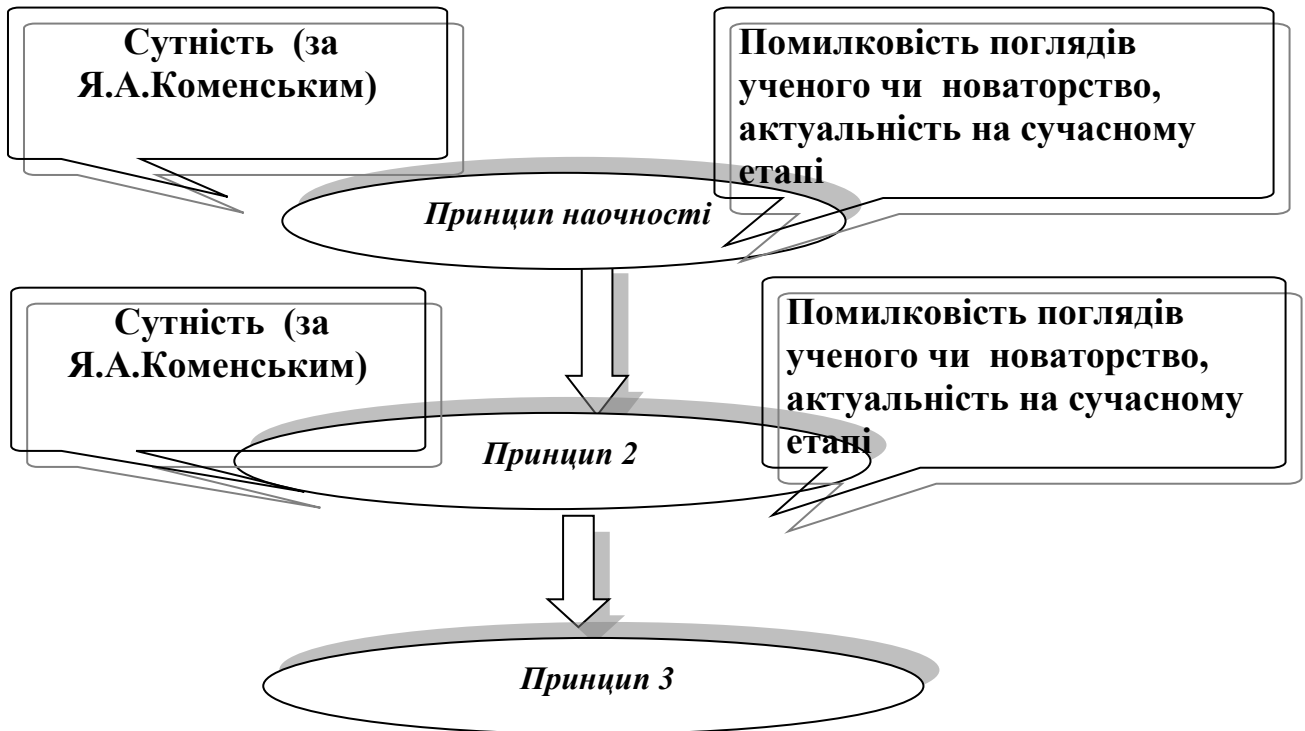 Сутність (за
Я.А.Коменським)
Помилковість поглядів
ученого чи новаторство,
актуальність на сучасному
етапі
Принцип наочності
Сутність (за
Я.А.Коменським)
Помилковість поглядів
ученого чи новаторство,
актуальність на сучасному
етапі
Принцип 2
Принцип 3